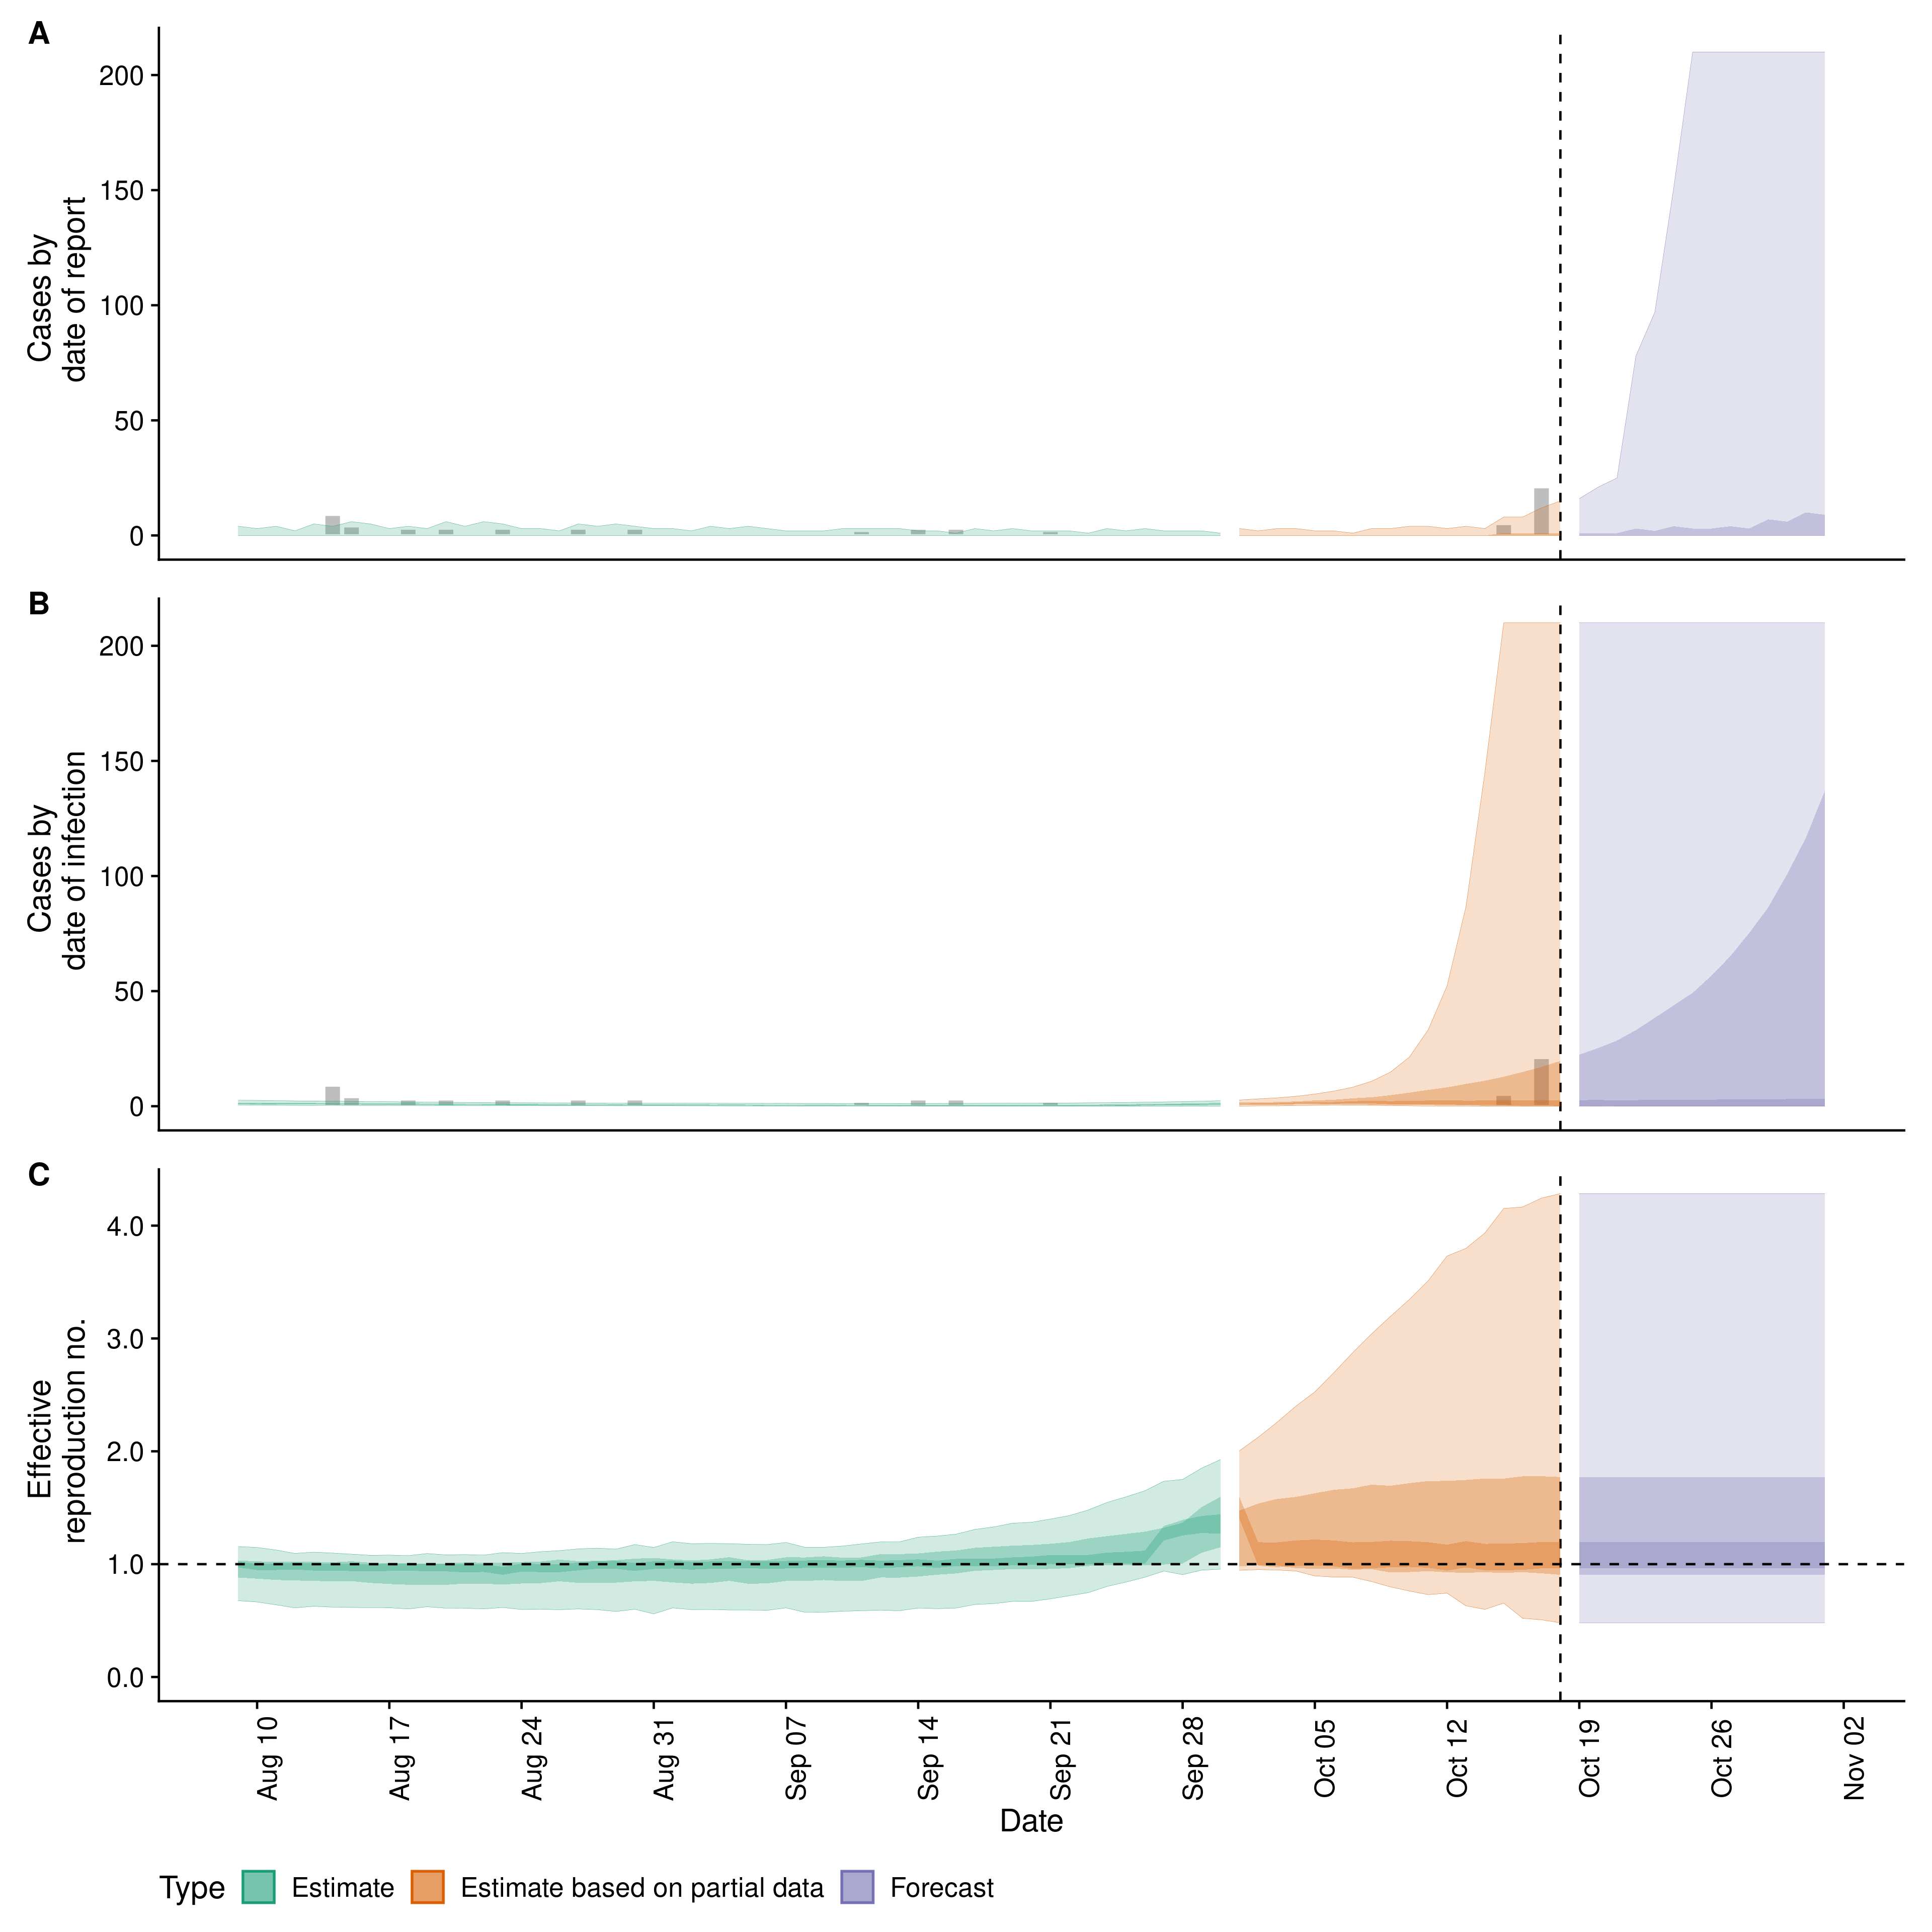 A
200
150
100
50
0
Cases by
date of report
B
200
150
100
50
0
Cases by
date of infection
C
4.0
3.0
2.0
1.0
0.0
Effective
reproduction no.
Aug 10
Aug 17
Aug 24
Aug 31
Sep 07
Sep 14
Sep 21
Sep 28
Oct 05
Oct 12
Oct 19
Oct 26
Nov 02
Date
Type Estimate Estimate based on partial data Forecast